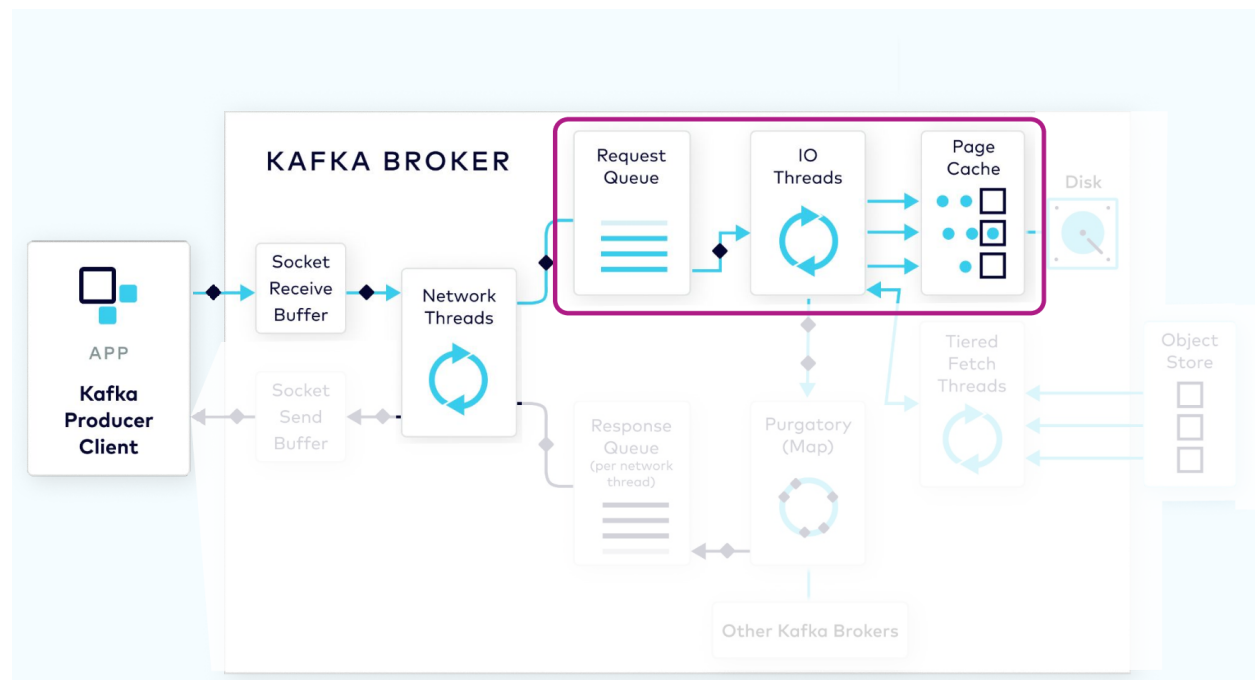 KAFKA BROKER
Request
Queue
IO
Threads
Page
Cache
Disk
Socket
Receive
Buffer
Network
Threads
APP
Kafka
Producer
Client
Socket
Send
Buffer
Response
Queue
(per network
thread)
Purgatory
(Map)
Tiered
Fetch
Threads
Object
Store
Other Kafka Brokers